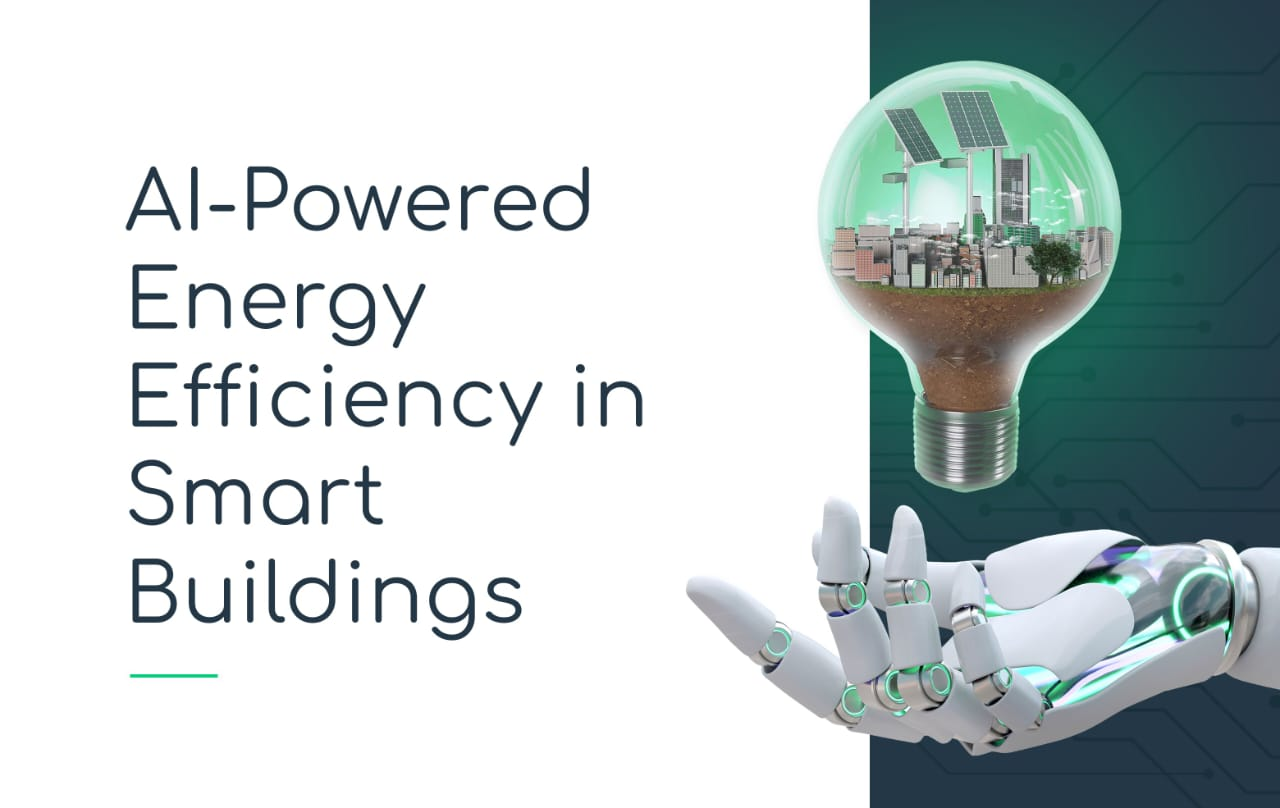 AI-Powered
Energy
Efficiency in
Smart
Buildings